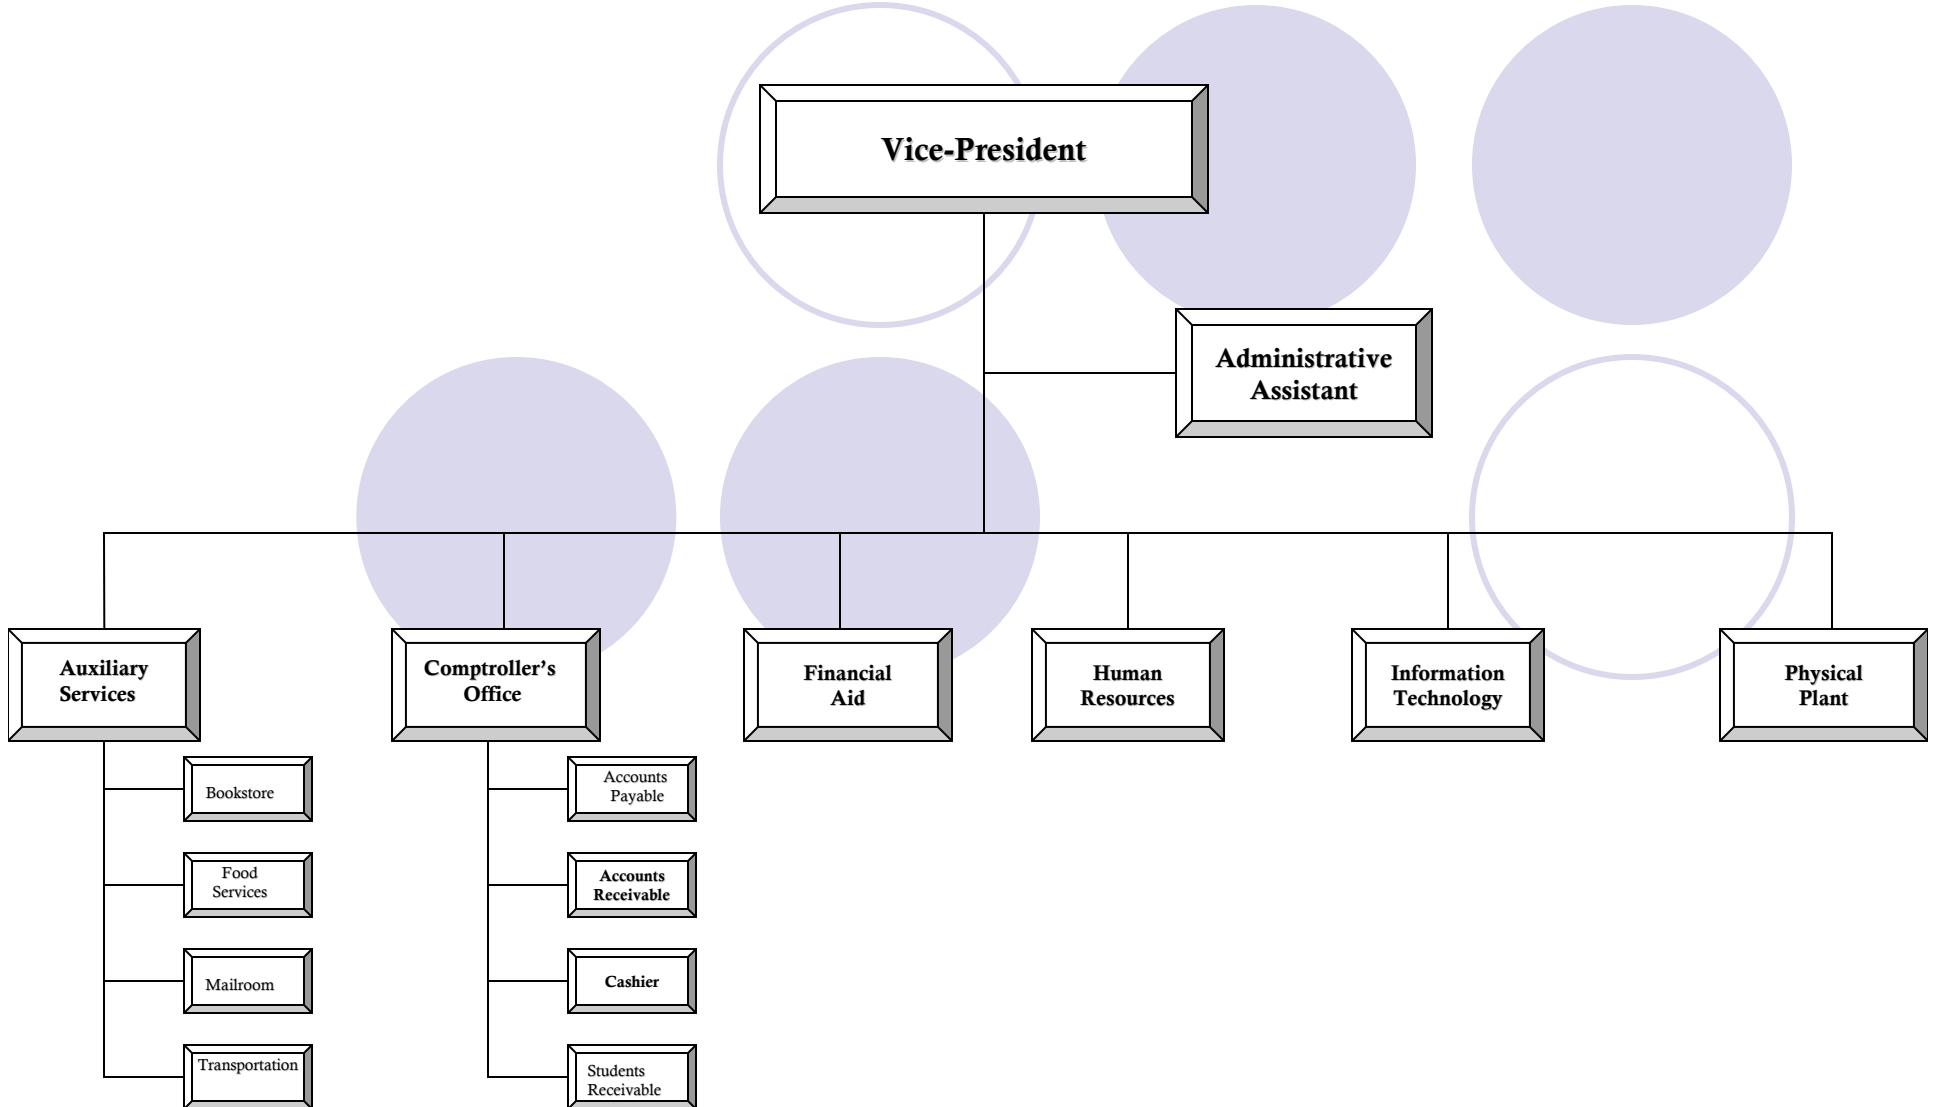 Vice-President
Administrative
Assistant
Auxiliary
Services
Comptroller's
Office
Financial
Aid
Human
Resources
Information
Technology
Physical
Plant
Bookstore
Food
Services
Mailroom
Transportation
Accounts
Payable
Accounts
Receivable
Cashier
Students
Receivable